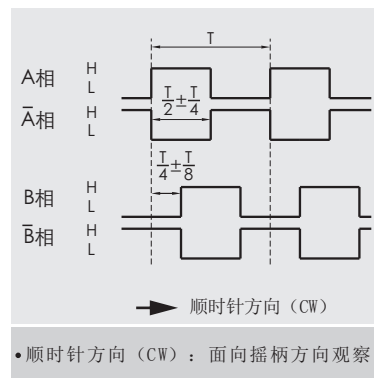 T
A相 H
L
T/2±T/4
A̅相 H
L
T/4±T/8
B相 H
L
B̅相 H
L
顺时针方向（CW）
•顺时针方向（CW）：面向摇柄方向观察